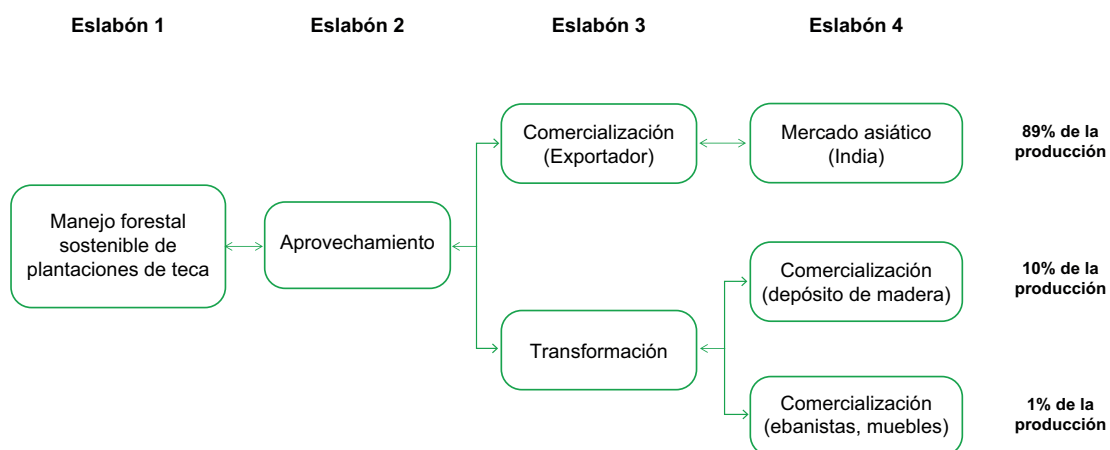 Eslabón 1
Eslabón 2
Eslabón 3
Eslabón 4
Manejo forestal
sostenible de
plantaciones de teca
Aprovechamiento
Comercialización
(Exportador)
Mercado asiático
(India)
89% de la
producción
Transformación
Comercialización
(depósito de madera)
10% de la
producción
Comercialización
(ebanistas, muebles)
1% de la
producción